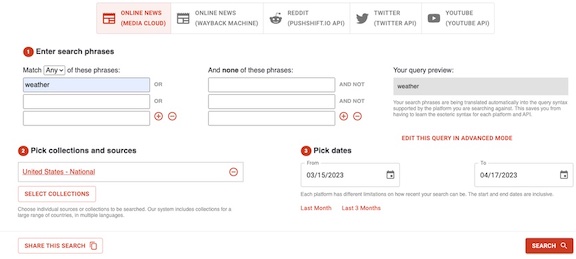 ONLINE NEWS
(MEDIA CLOUD)
ONLINE NEWS
(WAYBACK MACHINE)
REDDIT
(PUSHSHIFT.IO API)
TWITTER
(TWITTER API)
YOUTUBE
(YOUTUBE API)
1 Enter search phrases
Match Any of these phrases:
And none of these phrases:
Your query preview:
weather
OR
AND NOT
weather
OR
AND NOT
Your search phrases are being translated automatically into the query syntax
supported by the platform you are searching against. This saves you from
having to learn the esoteric syntax for each platform and API.
EDIT THIS QUERY IN ADVANCED MODE
2 Pick collections and sources
3 Pick dates
United States - National
From
03/15/2023
To
04/17/2023
SELECT COLLECTIONS
Each platform has different limitations on how recent your search can be. The start and end dates are inclusive.
Choose individual sources or collections to be searched. Our system includes collections for a
large range of countries, in multiple languages.
Last Month
Last 3 Months
SHARE THIS SEARCH
SEARCH